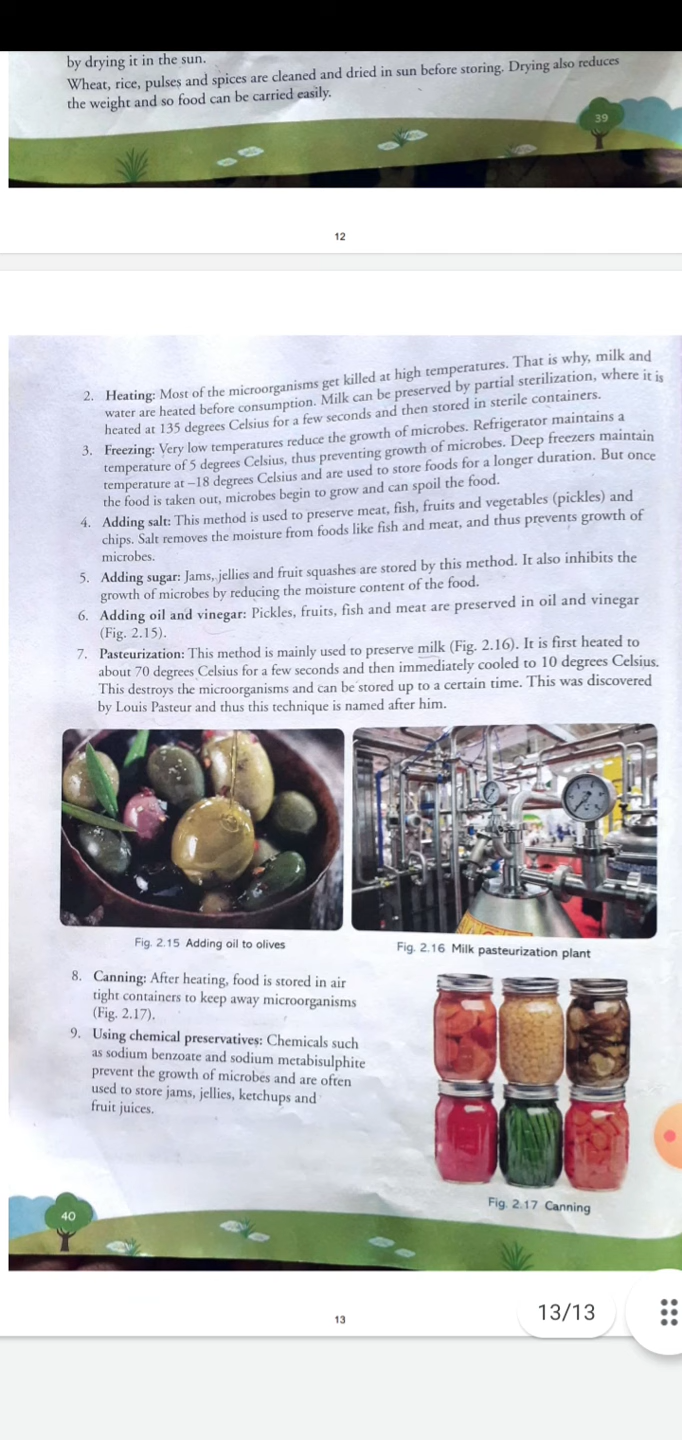 by drying it in the sun.
Wheat, rice, pulses and spices are cleaned and dried in sun before storing. Drying also reduces
the weight and so food can be carried easily.
39
12
2. Heating: Most of the microorganisms get killed at high temperatures. That is why, milk and
water are heated before consumption. Milk can be preserved by partial sterilization, where it is
heated at 135 degrees Celsius for a few seconds and then stored in sterile containers.
3. Freezing: Very low temperatures reduce the growth of microbes. Refrigerator maintains a
temperature of 5 degrees Celsius, thus preventing growth of microbes. Deep freezers maintain
temperature at –18 degrees Celsius and are used to store foods for a longer duration. But once
the food is taken out, microbes begin to grow and can spoil the food.
4. Adding salt: This method is used to preserve meat, fish, fruits and vegetables (pickles) and
chips. Salt removes the moisture from foods like fish and meat, and thus prevents growth of
microbes.
5. Adding sugar: Jams, jellies and fruit squashes are stored by this method. It also inhibits the
growth of microbes by reducing the moisture content of the food.
6. Adding oil and vinegar: Pickles, fruits, fish and meat are preserved in oil and vinegar
(Fig. 2.15).
7. Pasteurization: This method is mainly used to preserve milk (Fig. 2.16). It is first heated to
about 70 degrees Celsius for a few seconds and then immediately cooled to 10 degrees Celsius.
This destroys the microorganisms and can be stored up to a certain time. This was discovered
by Louis Pasteur and thus this technique is named after him.
Fig. 2.15 Adding oil to olives
Fig. 2.16 Milk pasteurization plant
8. Canning: After heating, food is stored in air
tight containers to keep away microorganisms
(Fig. 2.17).
9. Using chemical preservatives: Chemicals such
as sodium benzoate and sodium metabisulphite
prevent the growth of microbes and are often
used to store jams, jellies, ketchups and
fruit juices.
Fig. 2.17 Canning
40
13
13/13